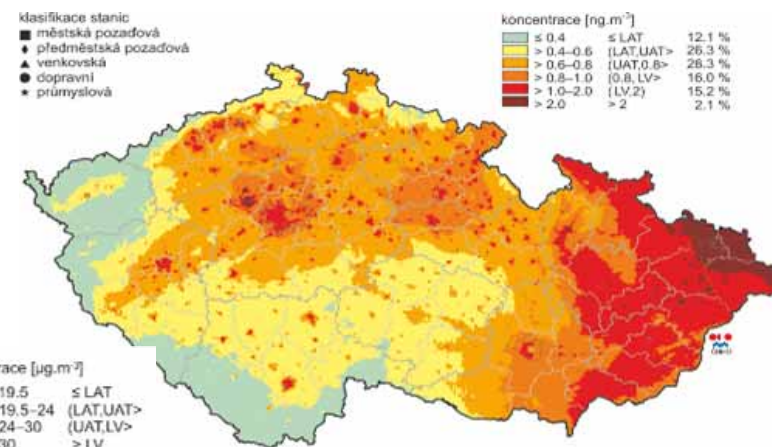 klasifikace stanic
městská pozaďová
předměstská pozaďová
venkovská
dopravní
průmyslová
koncentrace [ng.m⁻³]
≤ 0.4 ≤ LAT 12.1 %
> 0.4–0.6 (LAT,UAT> 26.3 %
> 0.6–0.8 (UAT,0.8> 28.3 %
> 0.8–1.0 (0.8, LV> 16.0 %
> 1.0–2.0 (LV,2) 15.2 %
> 2.0 > 2 2.1 %
race [µg.m⁻³]
19.5 ≤ LAT
19.5–24 (LAT,UAT>
24–30 (UAT,LV>
30 > LV